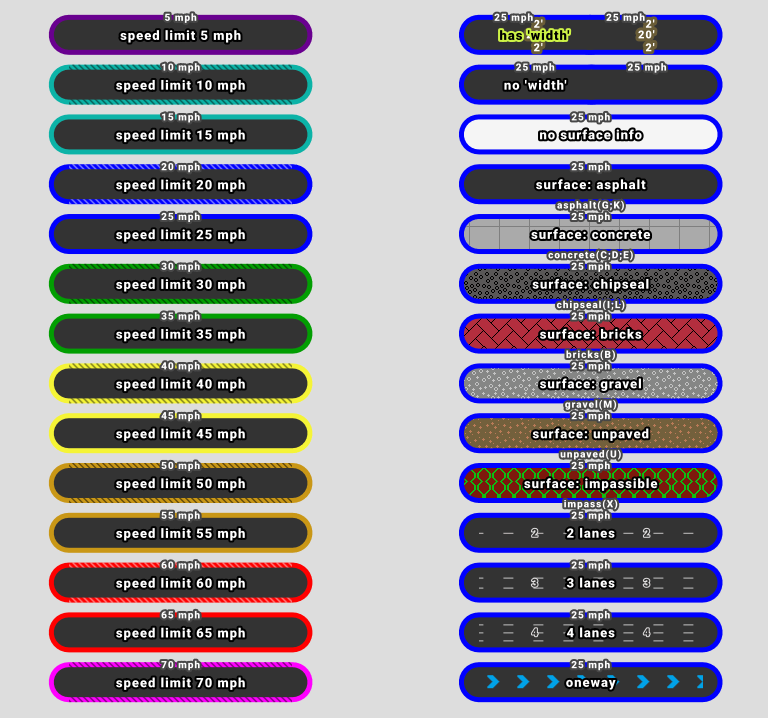 5 mph
speed limit 5 mph
10 mph
speed limit 10 mph
15 mph
speed limit 15 mph
20 mph
speed limit 20 mph
25 mph
speed limit 25 mph
30 mph
speed limit 30 mph
35 mph
speed limit 35 mph
40 mph
speed limit 40 mph
45 mph
speed limit 45 mph
50 mph
speed limit 50 mph
55 mph
speed limit 55 mph
60 mph
speed limit 60 mph
65 mph
speed limit 65 mph
70 mph
speed limit 70 mph
25 mph 2' 25 mph 2'
has 'width' 20'
2' 2'
25 mph 25 mph
no 'width'
25 mph
no surface info
25 mph
surface: asphalt
asphalt(G;K)
25 mph
surface: concrete
concrete(C;D;E)
25 mph
surface: chipseal
chipseal(I;L)
25 mph
surface: bricks
bricks(B)
25 mph
surface: gravel
gravel(M)
25 mph
surface: unpaved
unpaved(U)
25 mph
surface: impassible
impass(X)
25 mph
2 2 lanes 2
25 mph
3 3 lanes 3
25 mph
4 4 lanes 4
25 mph
oneway